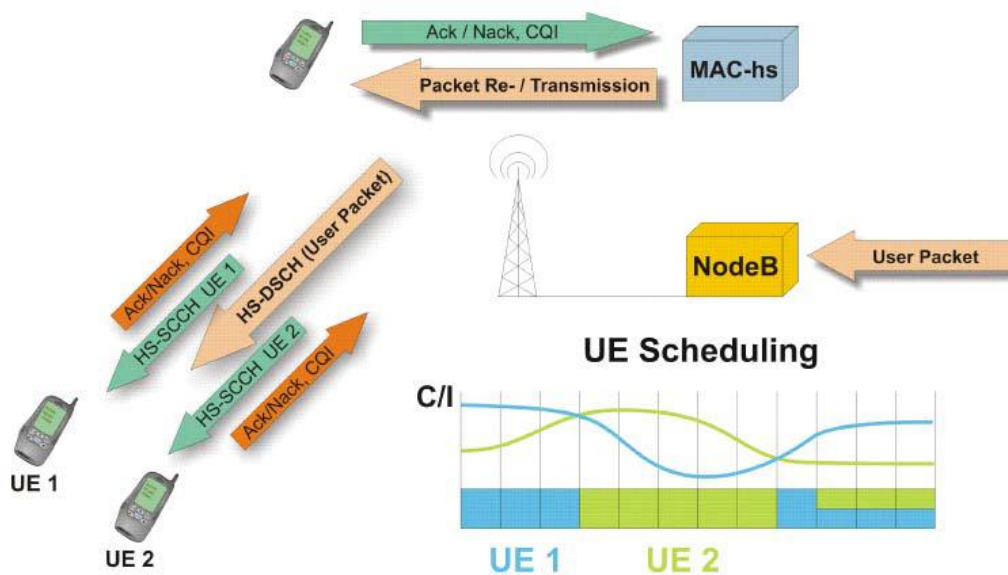 Ack / Nack, CQI
MAC-hs
Packet Re- / Transmission
HS-DSCH (User Packet)
Ack/Nack, CQI
HS-SCCH UE 1
HS-SCCH UE 2
Ack/Nack, CQI
NodeB
User Packet
UE Scheduling
C/I
UE 1
UE 2
UE 1
UE 2